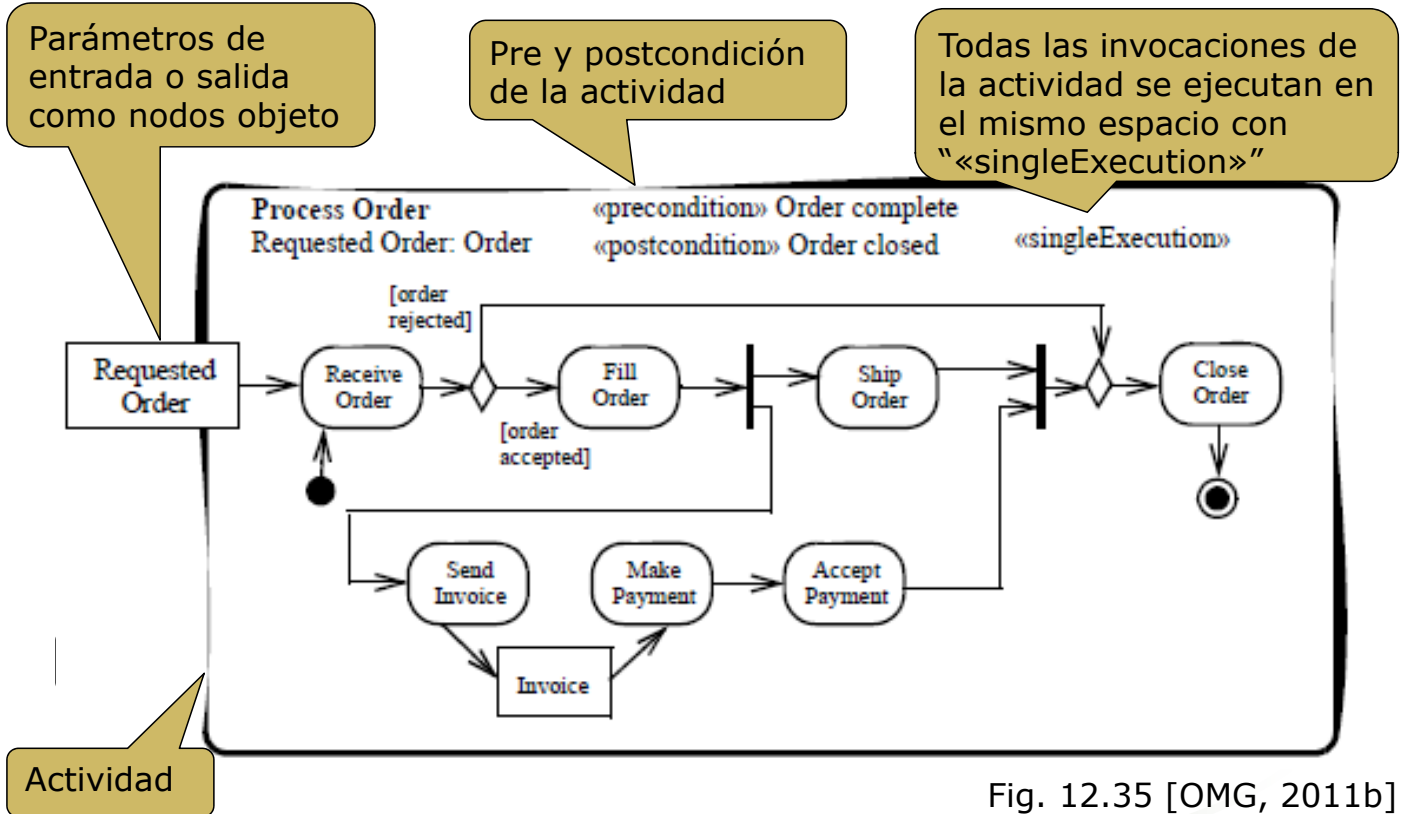 Parámetros de
entrada o salida
como nodos objeto
Pre y postcondición
de la actividad
Todas las invocaciones de
la actividad se ejecutan en
el mismo espacio con
“«singleExecution»”
Process Order
Requested Order: Order
«precondition» Order complete
«postcondition» Order closed
«singleExecution»
[order
rejected]
Requested
Order
Receive
Order
Fill
Order
Ship
Order
Close
Order
[order
accepted]
Send
Invoice
Make
Payment
Accept
Payment
Invoice
Actividad
Fig. 12.35 [OMG, 2011b]